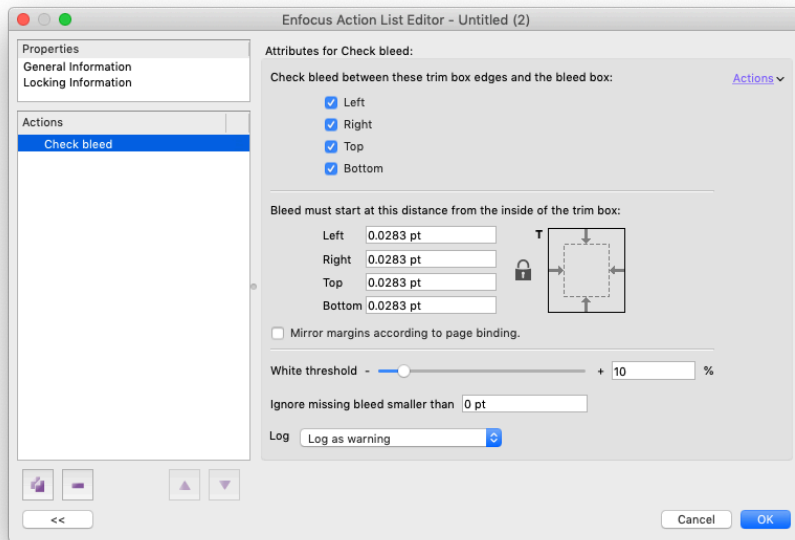 Enfocus Action List Editor - Untitled (2)
Properties
General Information
Locking Information
Actions
Check bleed
<<
Attributes for Check bleed:
Check bleed between these trim box edges and the bleed box:
Actions
Left
Right
Top
Bottom
Bleed must start at this distance from the inside of the trim box:
Left 0.0283 pt
Right 0.0283 pt
Top 0.0283 pt
Bottom 0.0283 pt
T
Mirror margins according to page binding.
White threshold - + 10 %
Ignore missing bleed smaller than 0 pt
Log Log as warning
Cancel OK